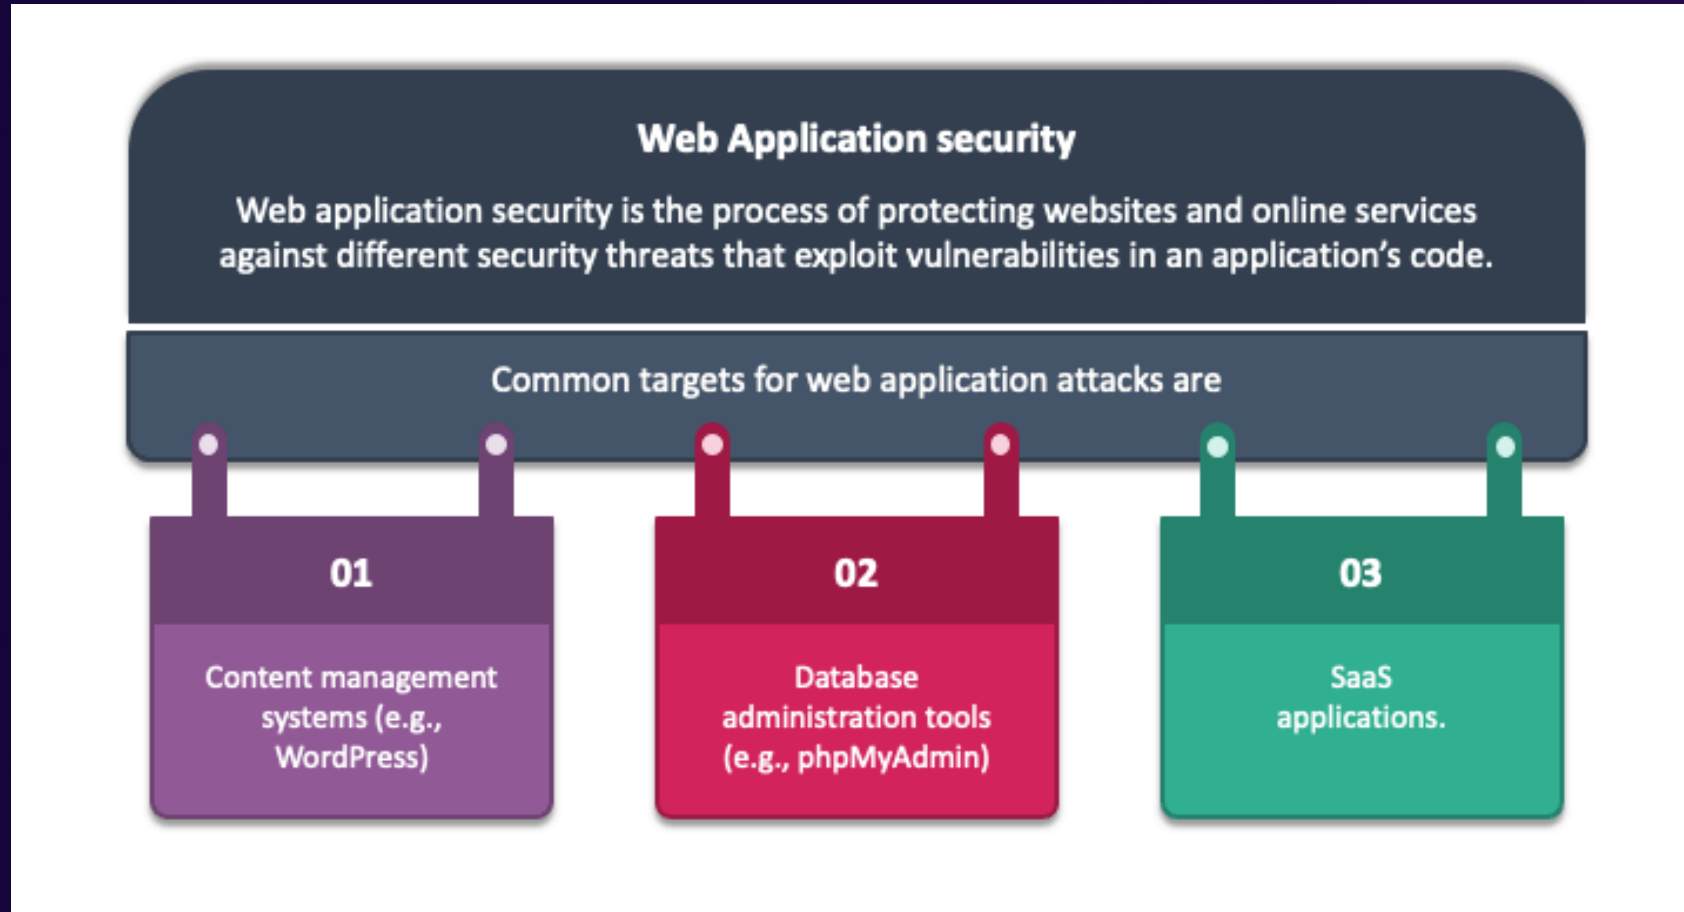 Web Application security
Web application security is the process of protecting websites and online services
against different security threats that exploit vulnerabilities in an application's code.
Common targets for web application attacks are
01
Content management
systems (e.g.,
WordPress)
02
Database
administration tools
(e.g., phpMyAdmin)
03
SaaS
applications.